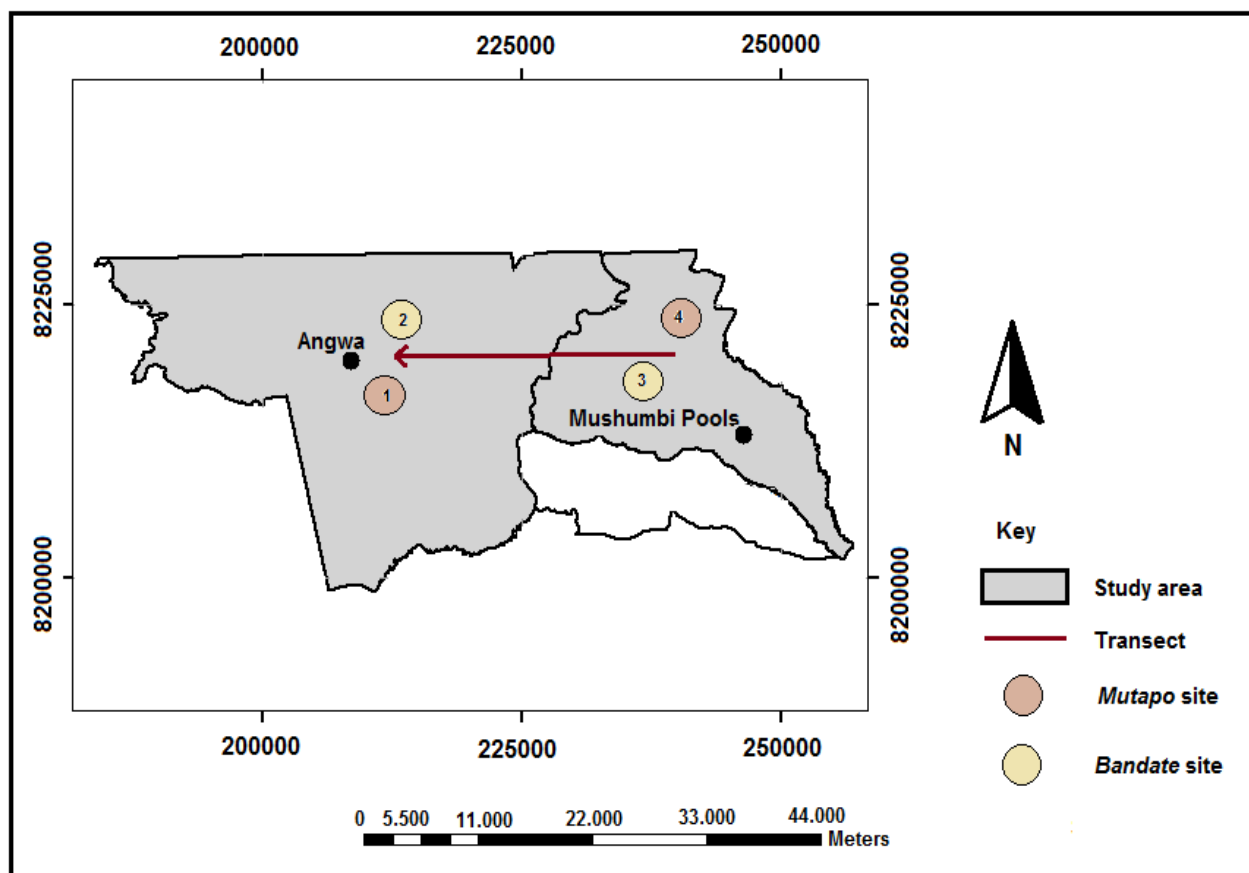 200000 225000 250000
8225000 8225000
2
4
Angwa
3
1
Mushumbi Pools
N
Key
8200000 8200000
Study area
Transect
Mutapo site
Bandate site
200000 225000 250000
0 5.500 11.000 22.000 33.000 44.000
Meters